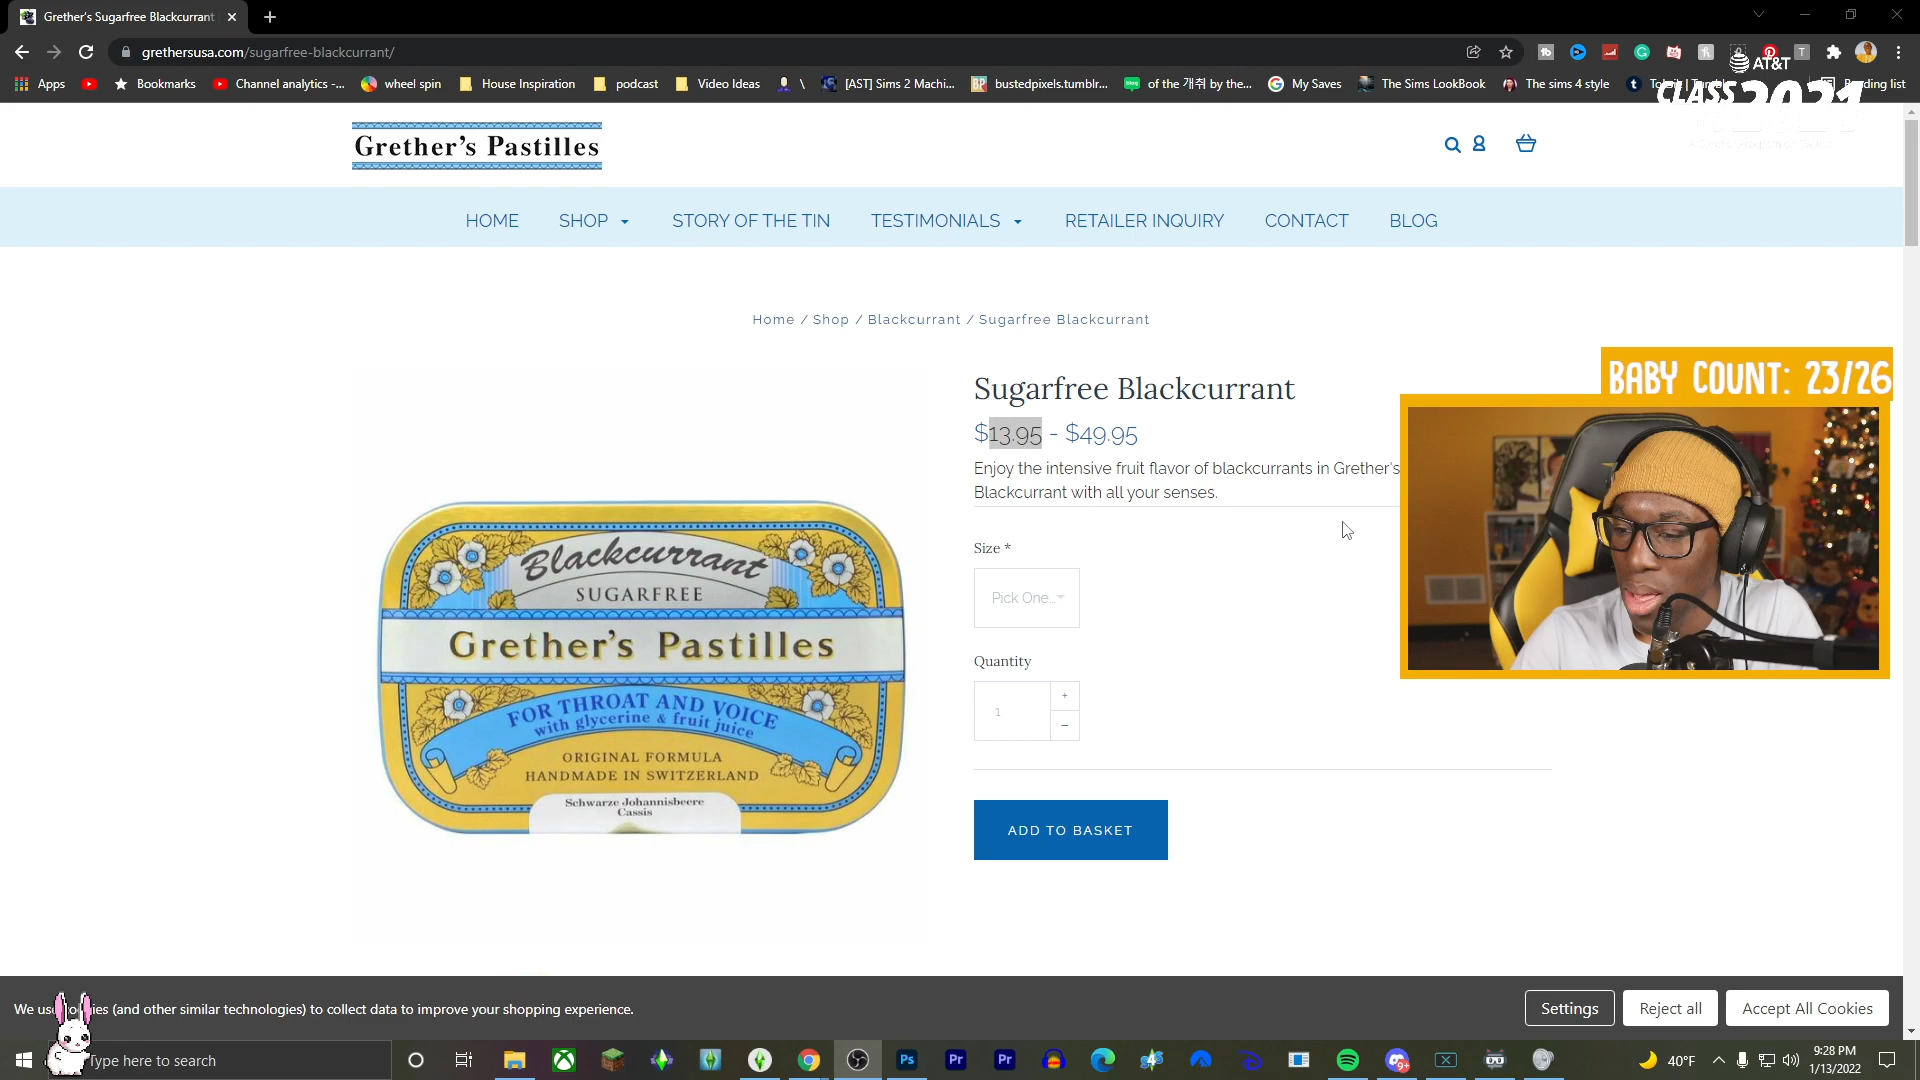 Grether's Sugarfree Blackcurrant
grethersusa.com/sugarfree-blackcurrant/
Apps
Bookmarks
Channel analytics -...
wheel spin
House Inspiration
podcast
Video Ideas
\
[AST] Sims 2 Machi...
bustedpixels.tumblr...
of the 개취 by the...
My Saves
The Sims LookBook
The sims 4 style
AT&T
CLASS
2021
Grether's Pastilles
HOME
SHOP
STORY OF THE TIN
TESTIMONIALS
RETAILER INQUIRY
CONTACT
BLOG
Home / Shop / Blackcurrant / Sugarfree Blackcurrant
BABY COUNT: 23/26
Sugarfree Blackcurrant
$13.95 - $49.95
Enjoy the intensive fruit flavor of blackcurrants in Grether's
Blackcurrant with all your senses.
Size *
Pick One...
Quantity
1
+
−
ADD TO BASKET
Blackcurrant
SUGARFREE
Grether's Pastilles
FOR THROAT AND VOICE
with glycerine & fruit juice
ORIGINAL FORMULA
HANDMADE IN SWITZERLAND
Schwarze Johannisbeere
Cassis
We use (and other similar technologies) to collect data to improve your shopping experience.
Settings
Reject all
Accept All Cookies
Type here to search
Ps
Pr
Pr
9+
40°F
9:28 PM
1/13/2022